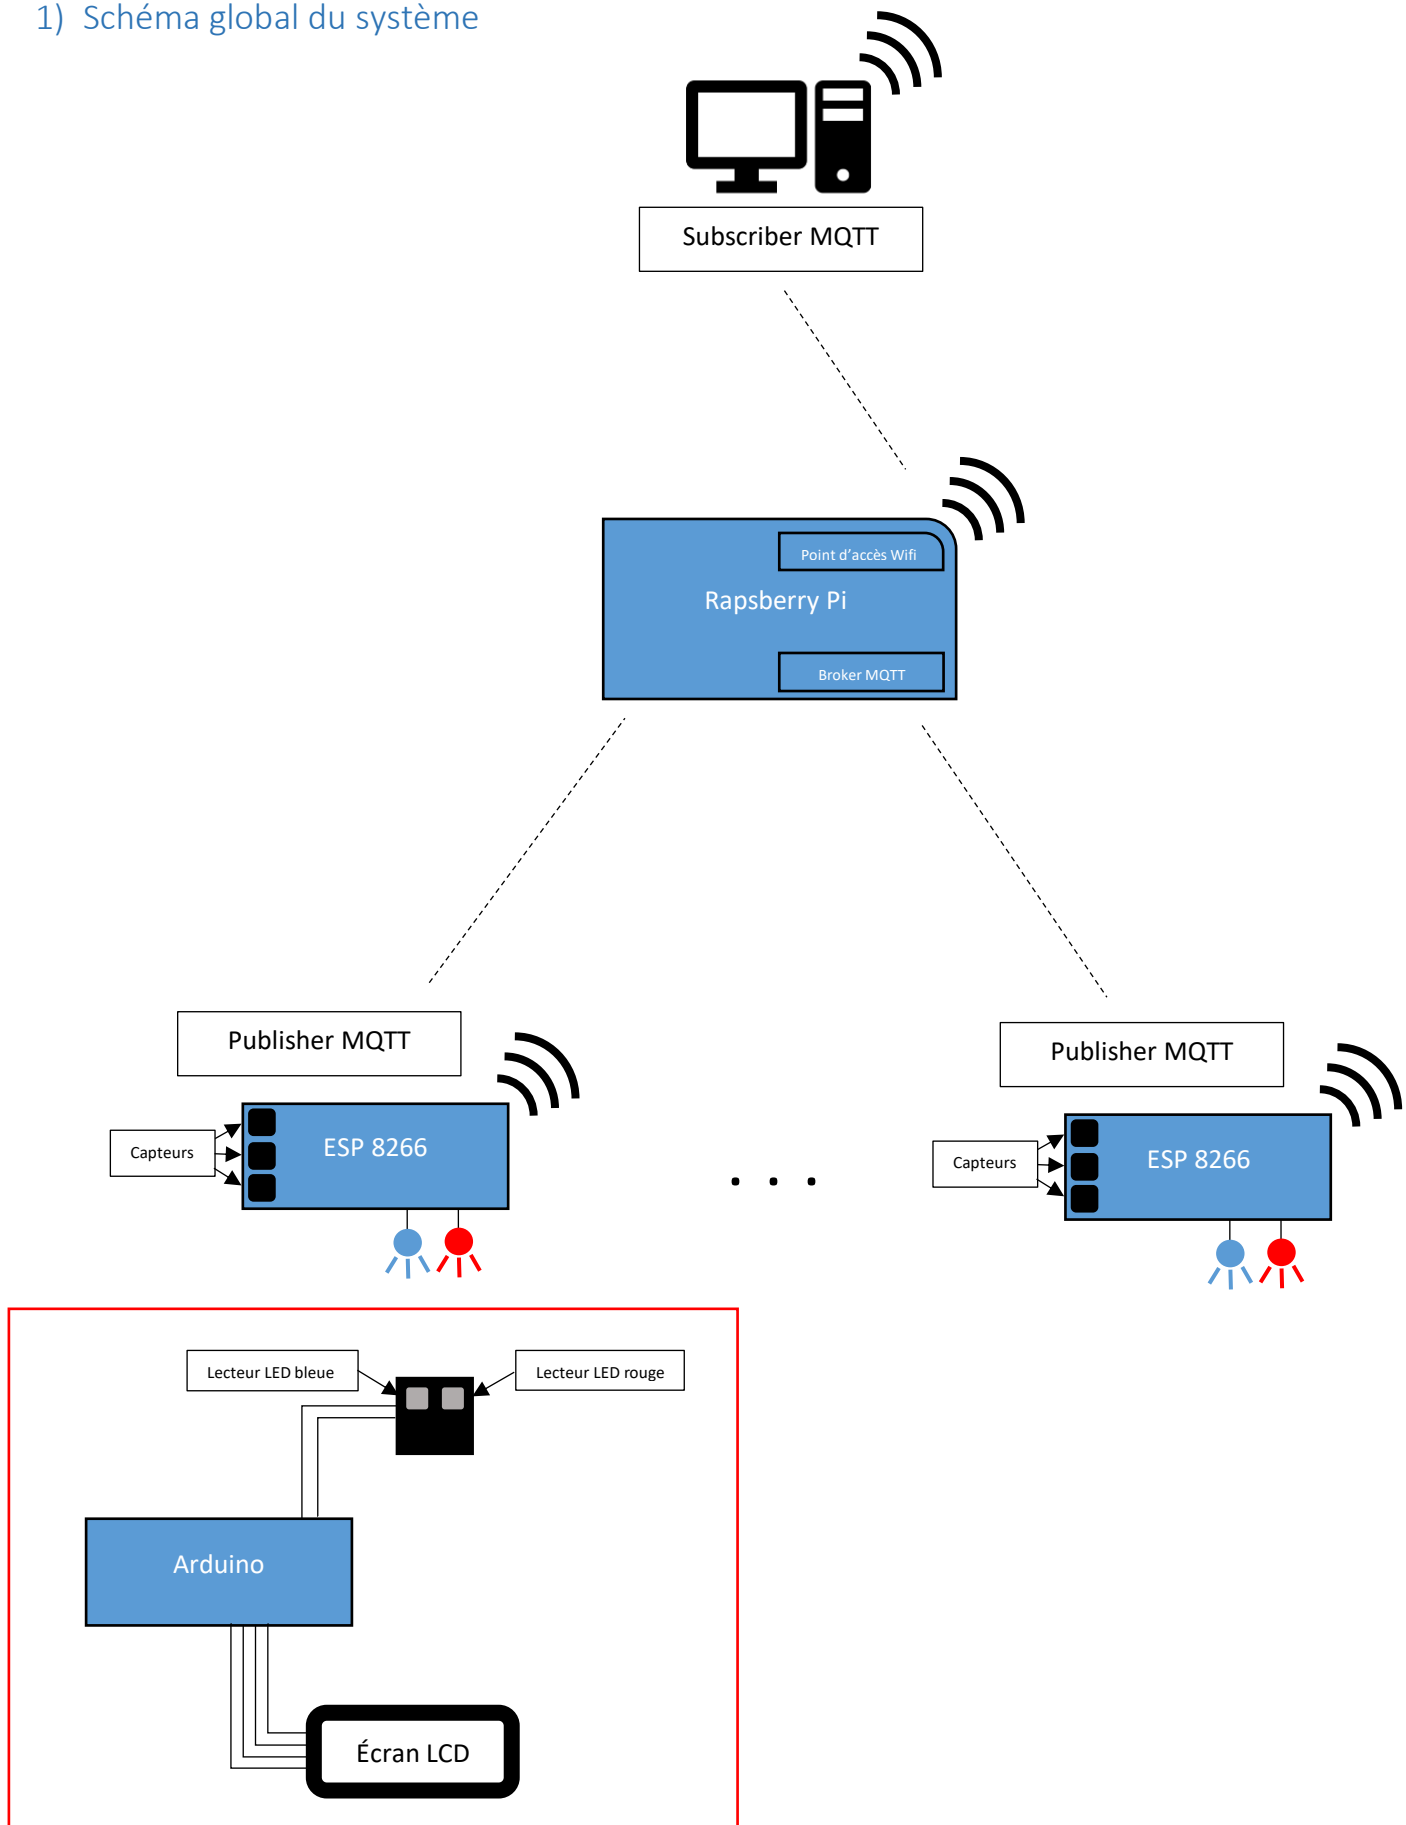 1) Schéma global du système
Subscriber MQTT
Point d'accès Wifi
Rapsberry Pi
Broker MQTT
Publisher MQTT
Publisher MQTT
Capteurs
ESP 8266
. . .
Capteurs
ESP 8266
Lecteur LED bleue
Lecteur LED rouge
Arduino
Écran LCD